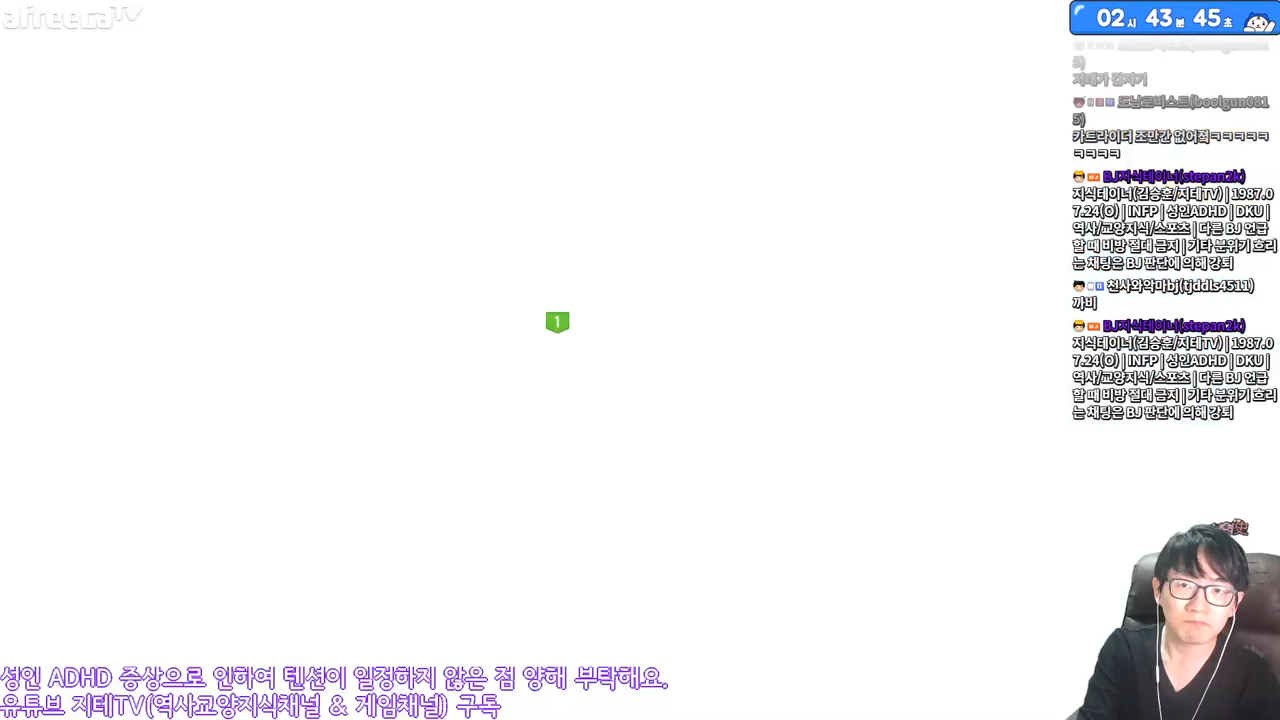 afreecaTV
02시 43분 45초
5)
저테가 진저기
도날로비스트(boolgun081
5)
카트라이더 조만간 없어짐ㅋㅋㅋㅋㅋ
ㅋㅋㅋㅋ
BJ지식테이너(stepan2k)
지식테이너(김승훈/지테TV) | 1987.0
7.24(O) | INFP | 성인ADHD | DKU |
역사/교양지식/스포츠 | 다른 BJ 언급
할 때 비방 절대 금지 | 기타 분위기 흐리
는 채팅은 BJ 판단에 의해 강퇴
천사와악마bj(tjddls4511)
까비
BJ지식테이너(stepan2k)
지식테이너(김승훈/지테TV) | 1987.0
7.24(O) | INFP | 성인ADHD | DKU |
역사/교양지식/스포츠 | 다른 BJ 언급
할 때 비방 절대 금지 | 기타 분위기 흐리
는 채팅은 BJ 판단에 의해 강퇴
1
성인 ADHD 증상으로 인하여 텐션이 일정하지 않은 점 양해 부탁해요.
유튜브 지테TV(역사교양지식채널 & 게임채널) 구독